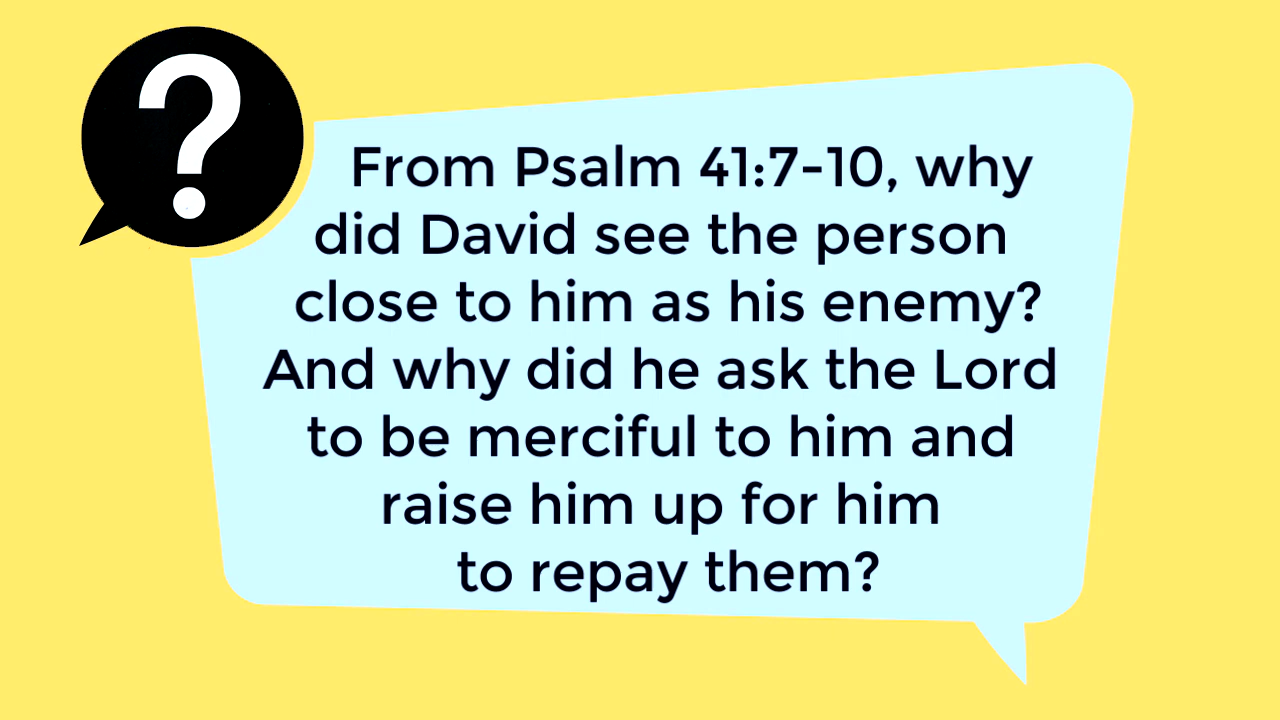 ?
From Psalm 41:7-10, why
did David see the person
close to him as his enemy?
And why did he ask the Lord
to be merciful to him and
raise him up for him
to repay them?